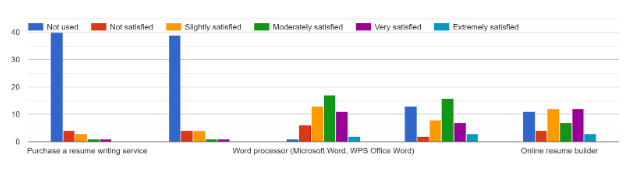 Not used Not satisfied Slightly satisfied Moderately satisfied Very satisfied Extremely satisfied
40
30
20
10
0
Purchase a resume writing service Word processor (Microsoft Word, WPS Office Word) Online resume builder